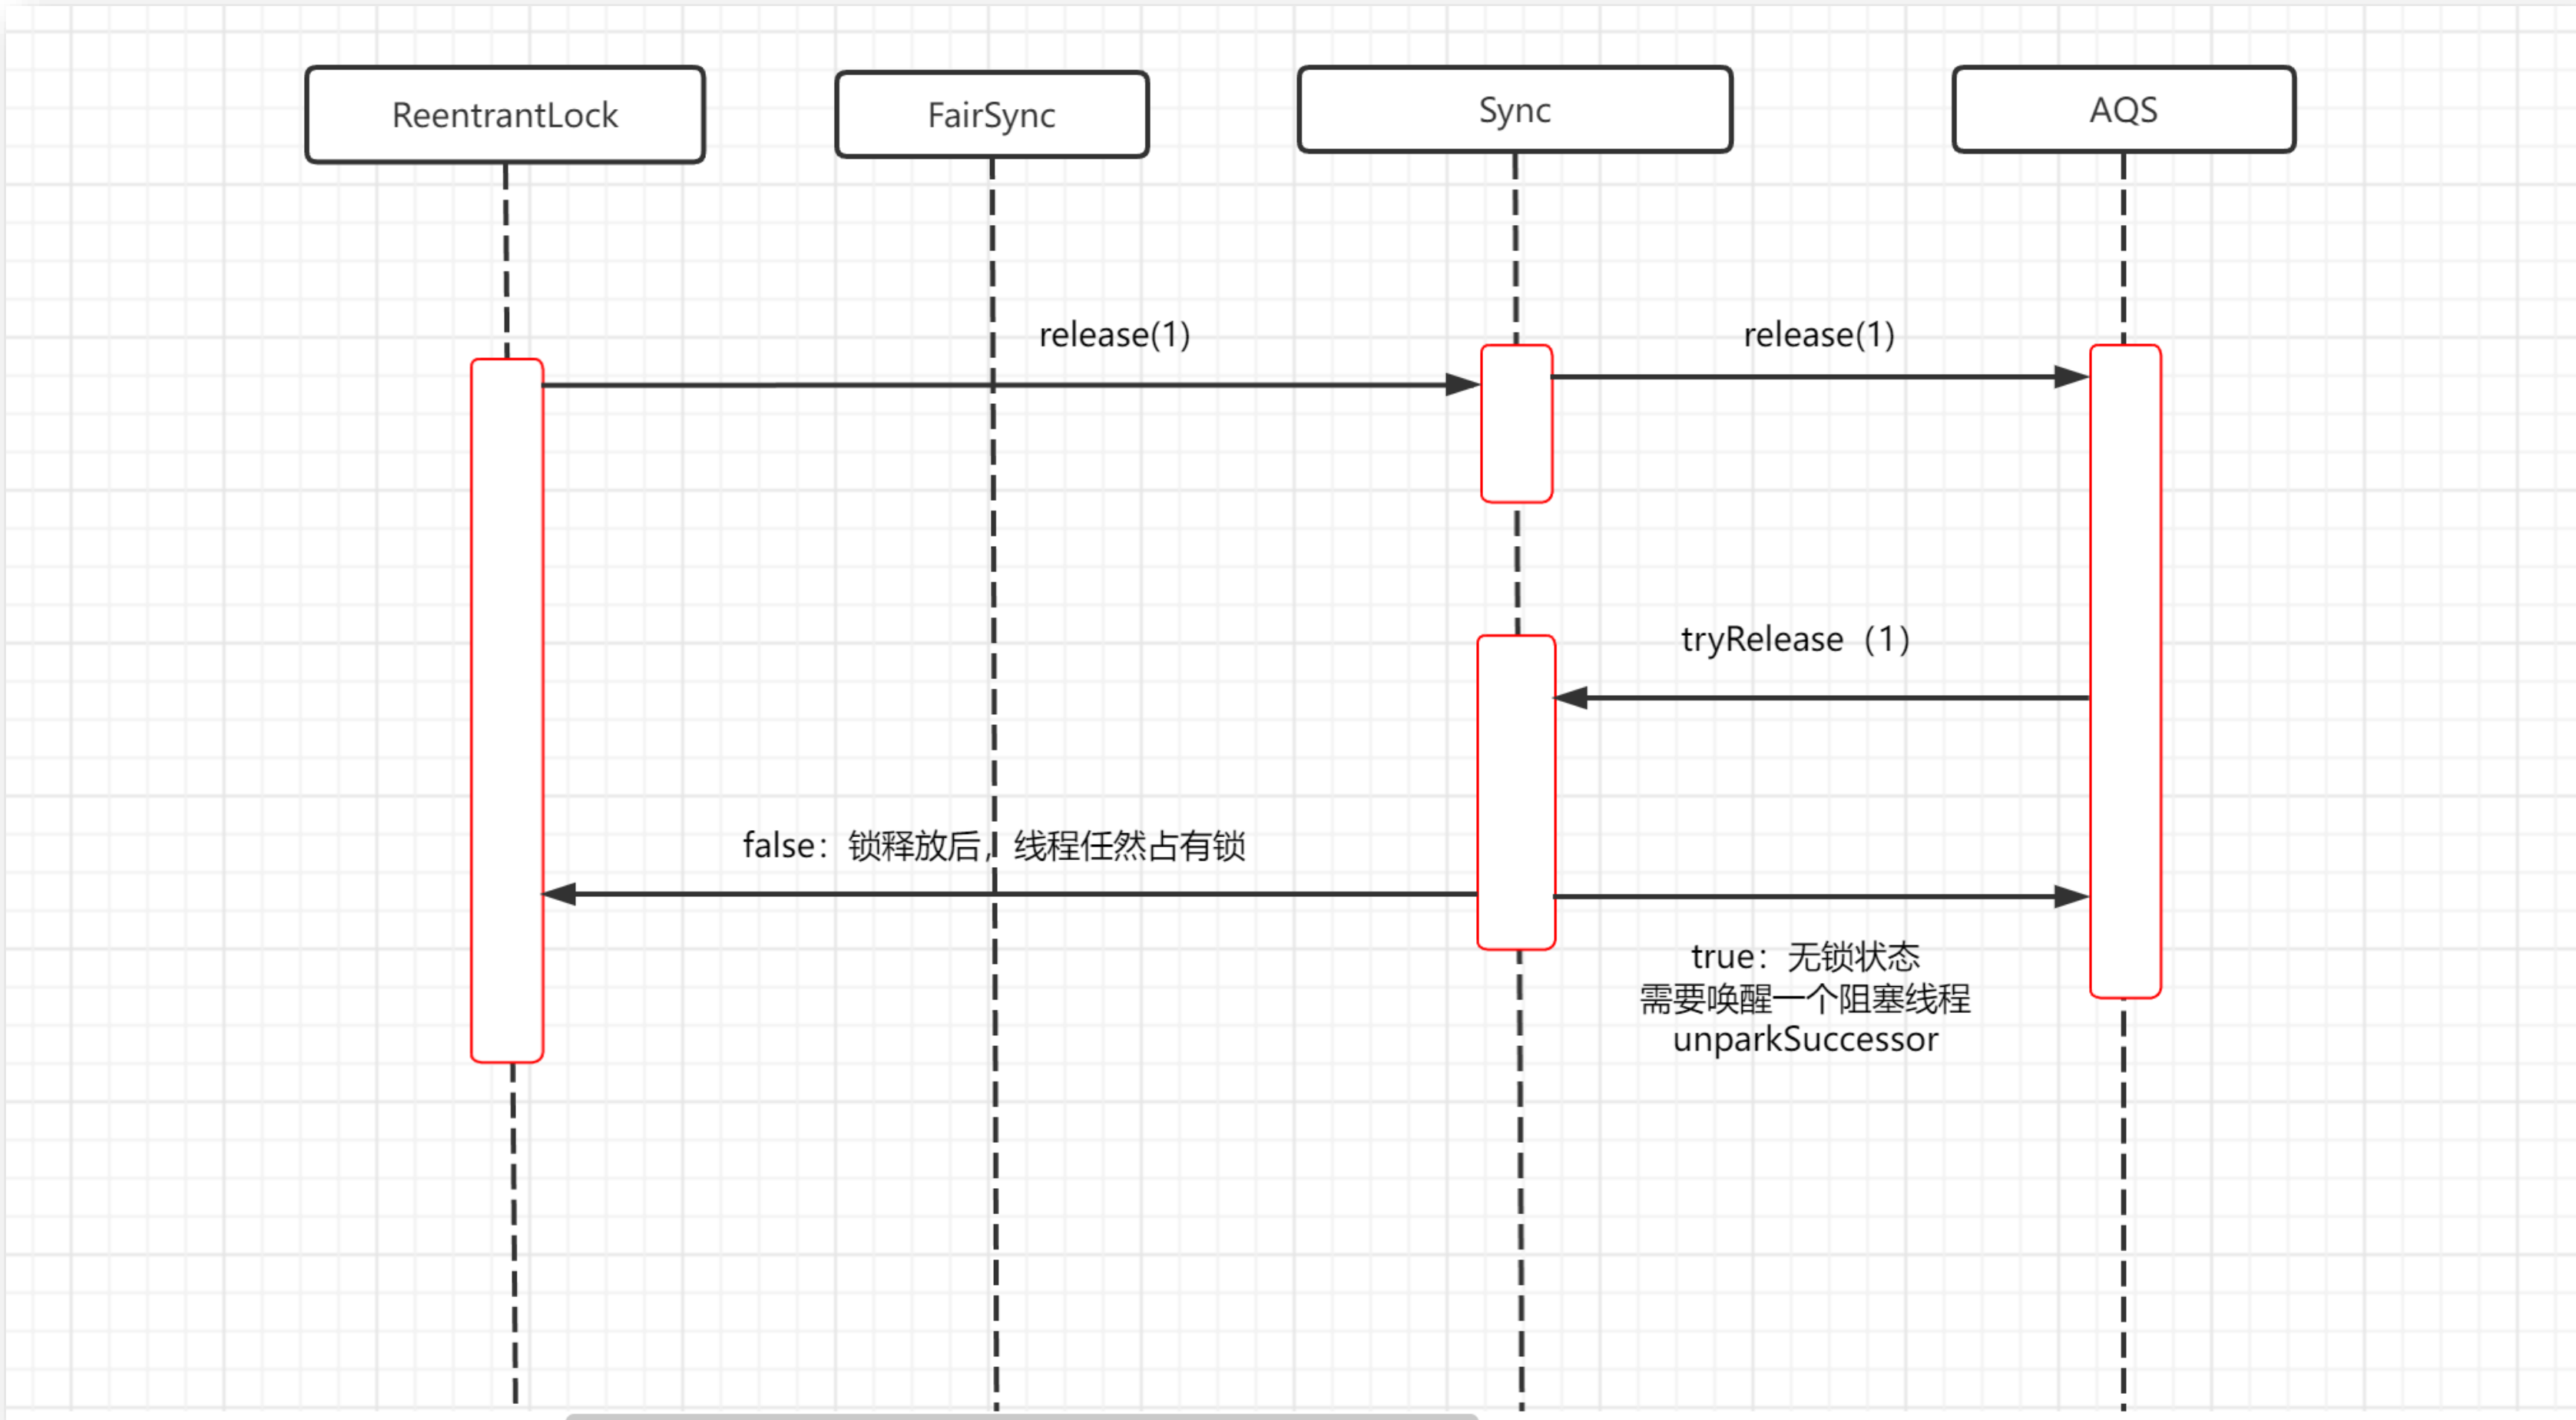 ReentrantLock
FairSync
Sync
AQS
release(1)
release(1)
tryRelease（1）
false：锁释放后，线程任然占有锁
true：无锁状态
需要唤醒一个阻塞线程
unparkSuccessor